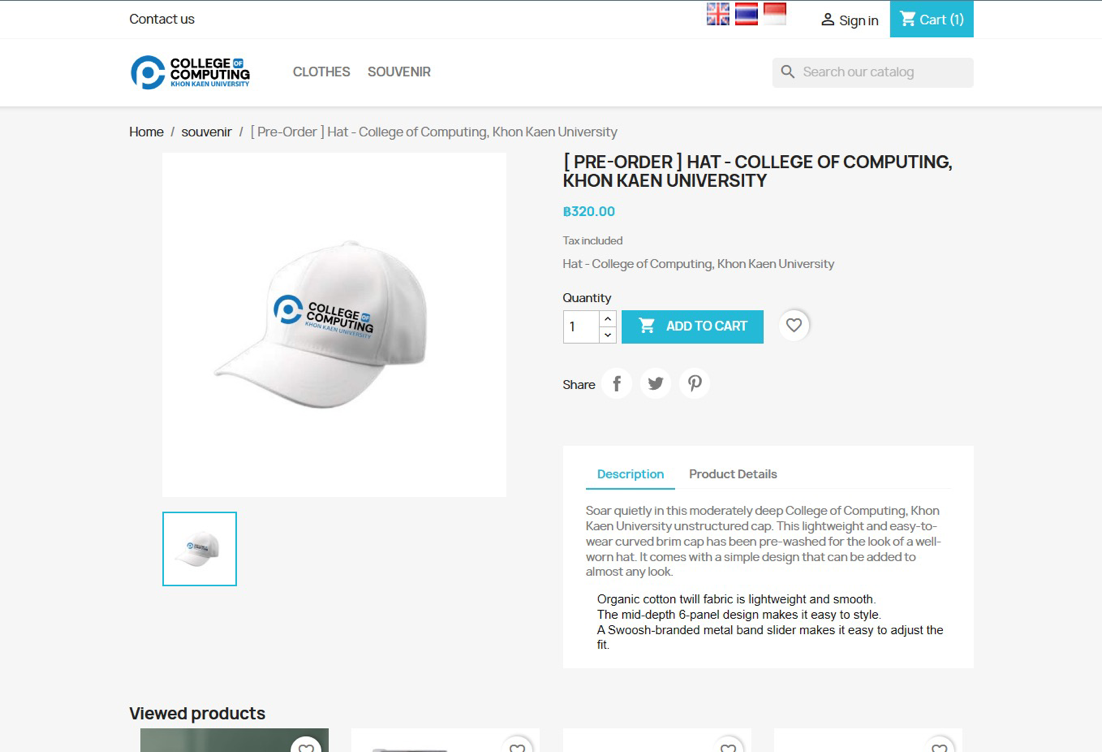 Contact us
Sign in
Cart (1)
COLLEGE OF
COMPUTING
KHON KAEN UNIVERSITY
CLOTHES
SOUVENIR
Search our catalog
Home / souvenir / [ Pre-Order ] Hat - College of Computing, Khon Kaen University
COLLEGE OF
COMPUTING
KHON KAEN UNIVERSITY
[ PRE-ORDER ] HAT - COLLEGE OF COMPUTING,
KHON KAEN UNIVERSITY
฿320.00
Tax included
Hat - College of Computing, Khon Kaen University
Quantity
1
ADD TO CART
Share
Description
Product Details
Soar quietly in this moderately deep College of Computing, Khon
Kaen University unstructured cap. This lightweight and easy-to-
wear curved brim cap has been pre-washed for the look of a well-
worn hat. It comes with a simple design that can be added to
almost any look.
Organic cotton twill fabric is lightweight and smooth.
The mid-depth 6-panel design makes it easy to style.
A Swoosh-branded metal band slider makes it easy to adjust the
fit.
Viewed products